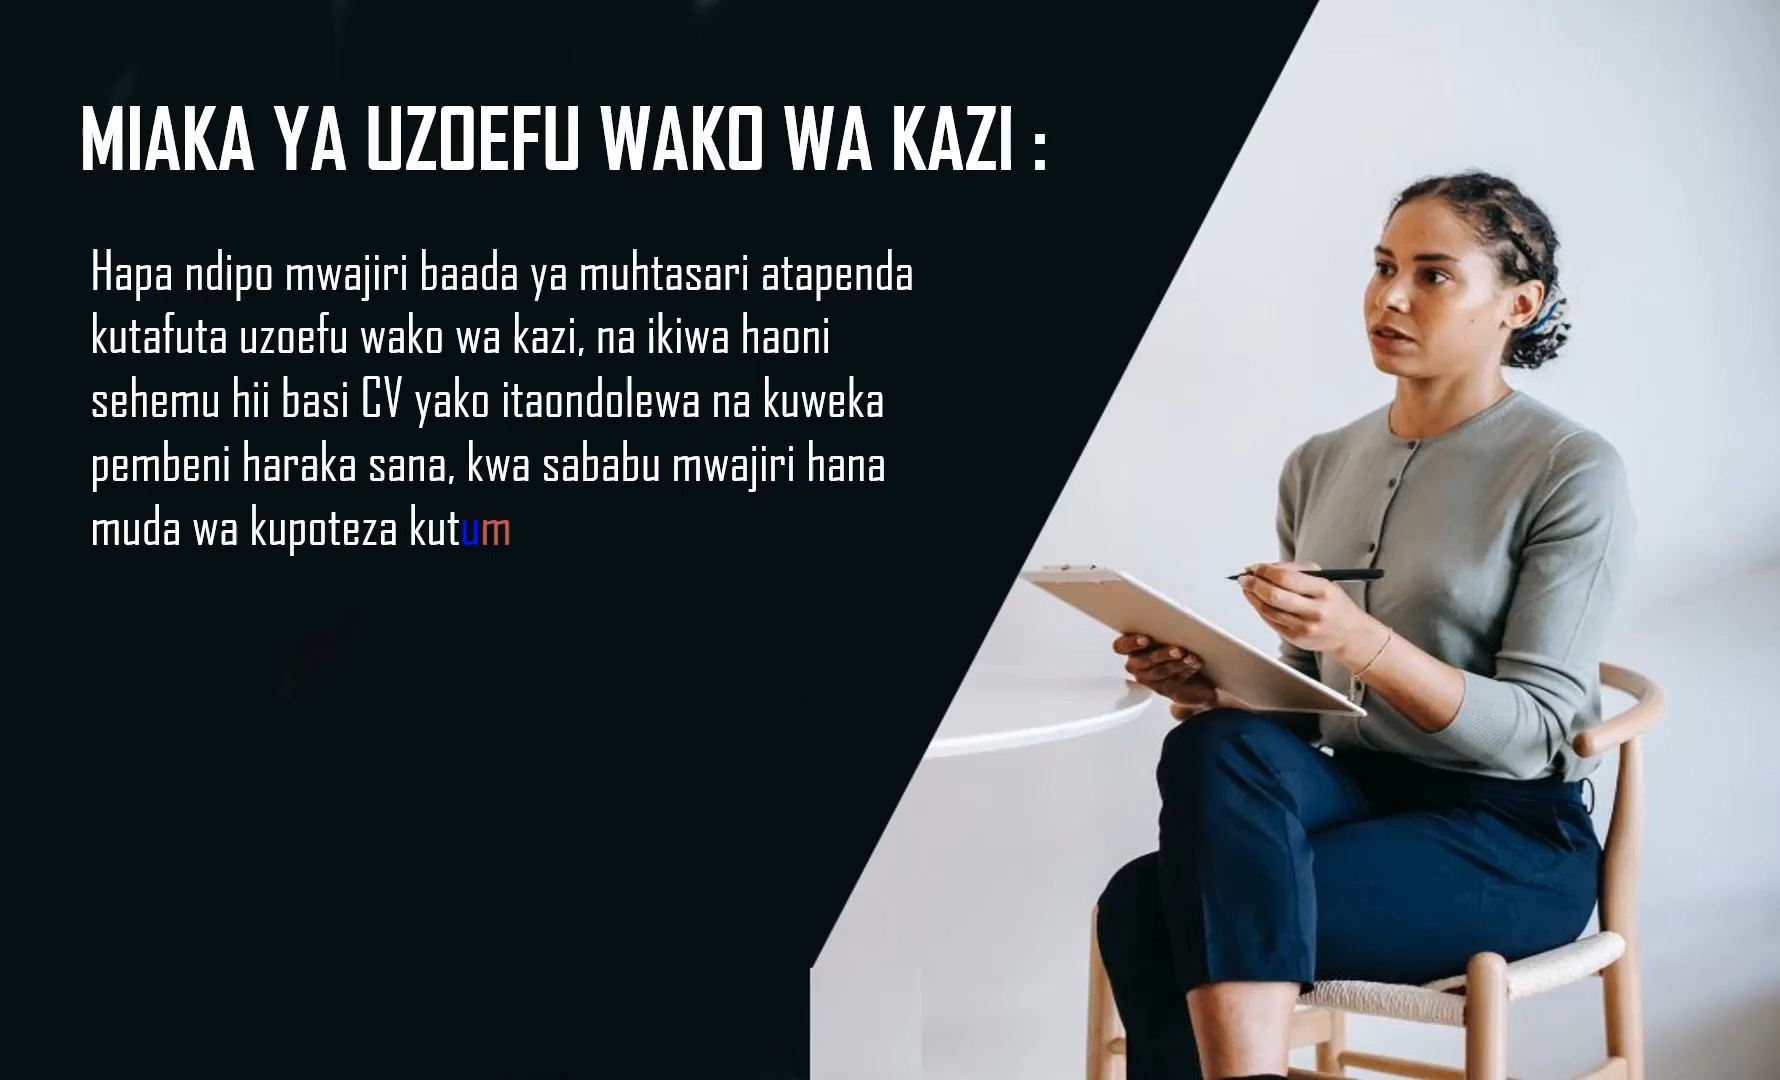 MIAKA YA UZOEFU WAKO WA KAZI :
Hapa ndipo mwajiri baada ya muhtasari atapenda
kutafuta uzoefu wako wa kazi, na ikiwa haoni
sehemu hii basi CV yako itaondolewa na kuweka
pembeni haraka sana, kwa sababu mwajiri hana
muda wa kupoteza kutum